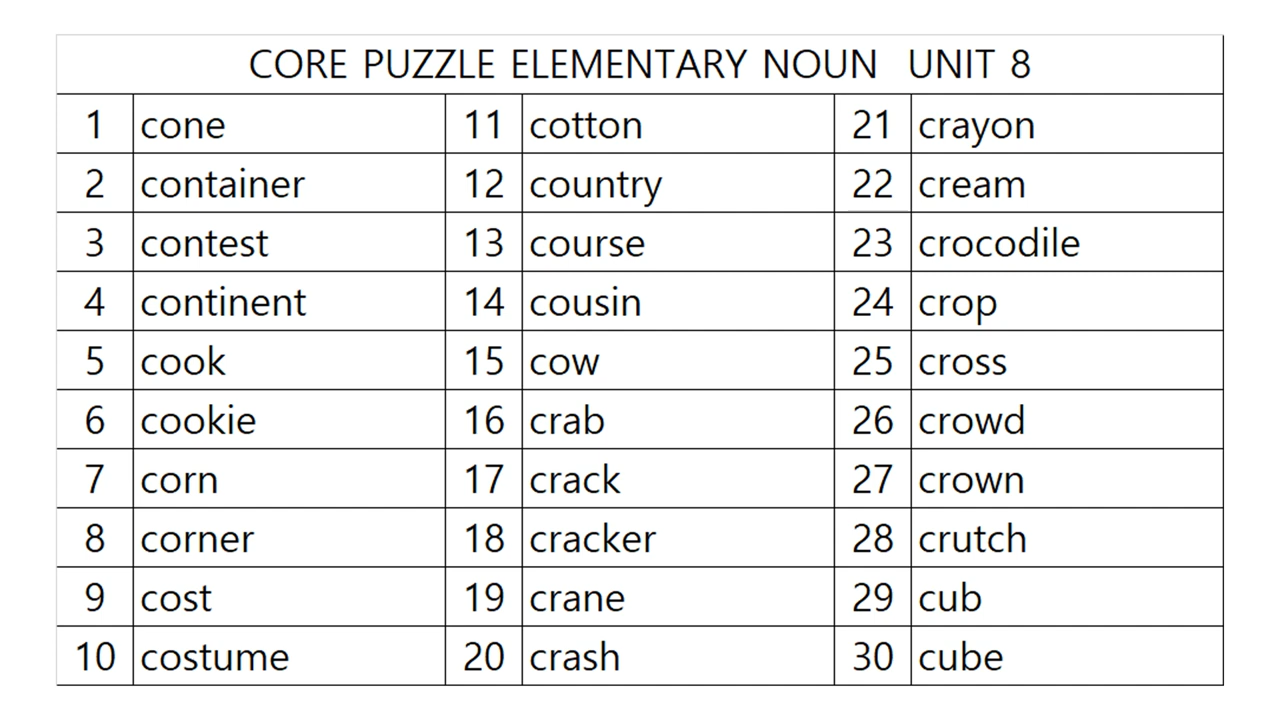 CORE PUZZLE ELEMENTARY NOUN UNIT 8
1 cone 11 cotton 21 crayon
2 container 12 country 22 cream
3 contest 13 course 23 crocodile
4 continent 14 cousin 24 crop
5 cook 15 cow 25 cross
6 cookie 16 crab 26 crowd
7 corn 17 crack 27 crown
8 corner 18 cracker 28 crutch
9 cost 19 crane 29 cub
10 costume 20 crash 30 cube